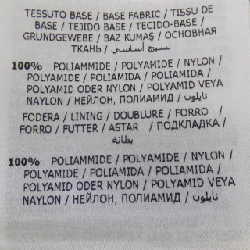 TESSUTO BASE / BASE FABRIC / TISSU DE
BASE / TEJIDO BASE / TECIDO-BASE /
GRUNDGEWEBE / BAZ KUMAŞ / ОСНОВНАЯ
ТКАНЬ / نسيج أساسي
100% POLIAMMIDE / POLYAMIDE / NYLON /
POLYAMIDE / POLIAMIDA / POLIAMIDA /
POLYAMID ODER NYLON / POLYAMID VEYA
NAYLON / НЕЙЛОН, ПОЛИАМИД / نايلون
FODERA / LINING / DOUBLURE / FORRO /
FORRO / FUTTER / ASTAR / ПОДКЛАДКА /
بطانة
100% POLIAMMIDE / POLYAMIDE / NYLON /
POLYAMIDE / POLIAMIDA / POLIAMIDA /
POLYAMID ODER NYLON / POLYAMID VEYA
NAYLON / НЕЙЛОН, ПОЛИАМИД / نايلون